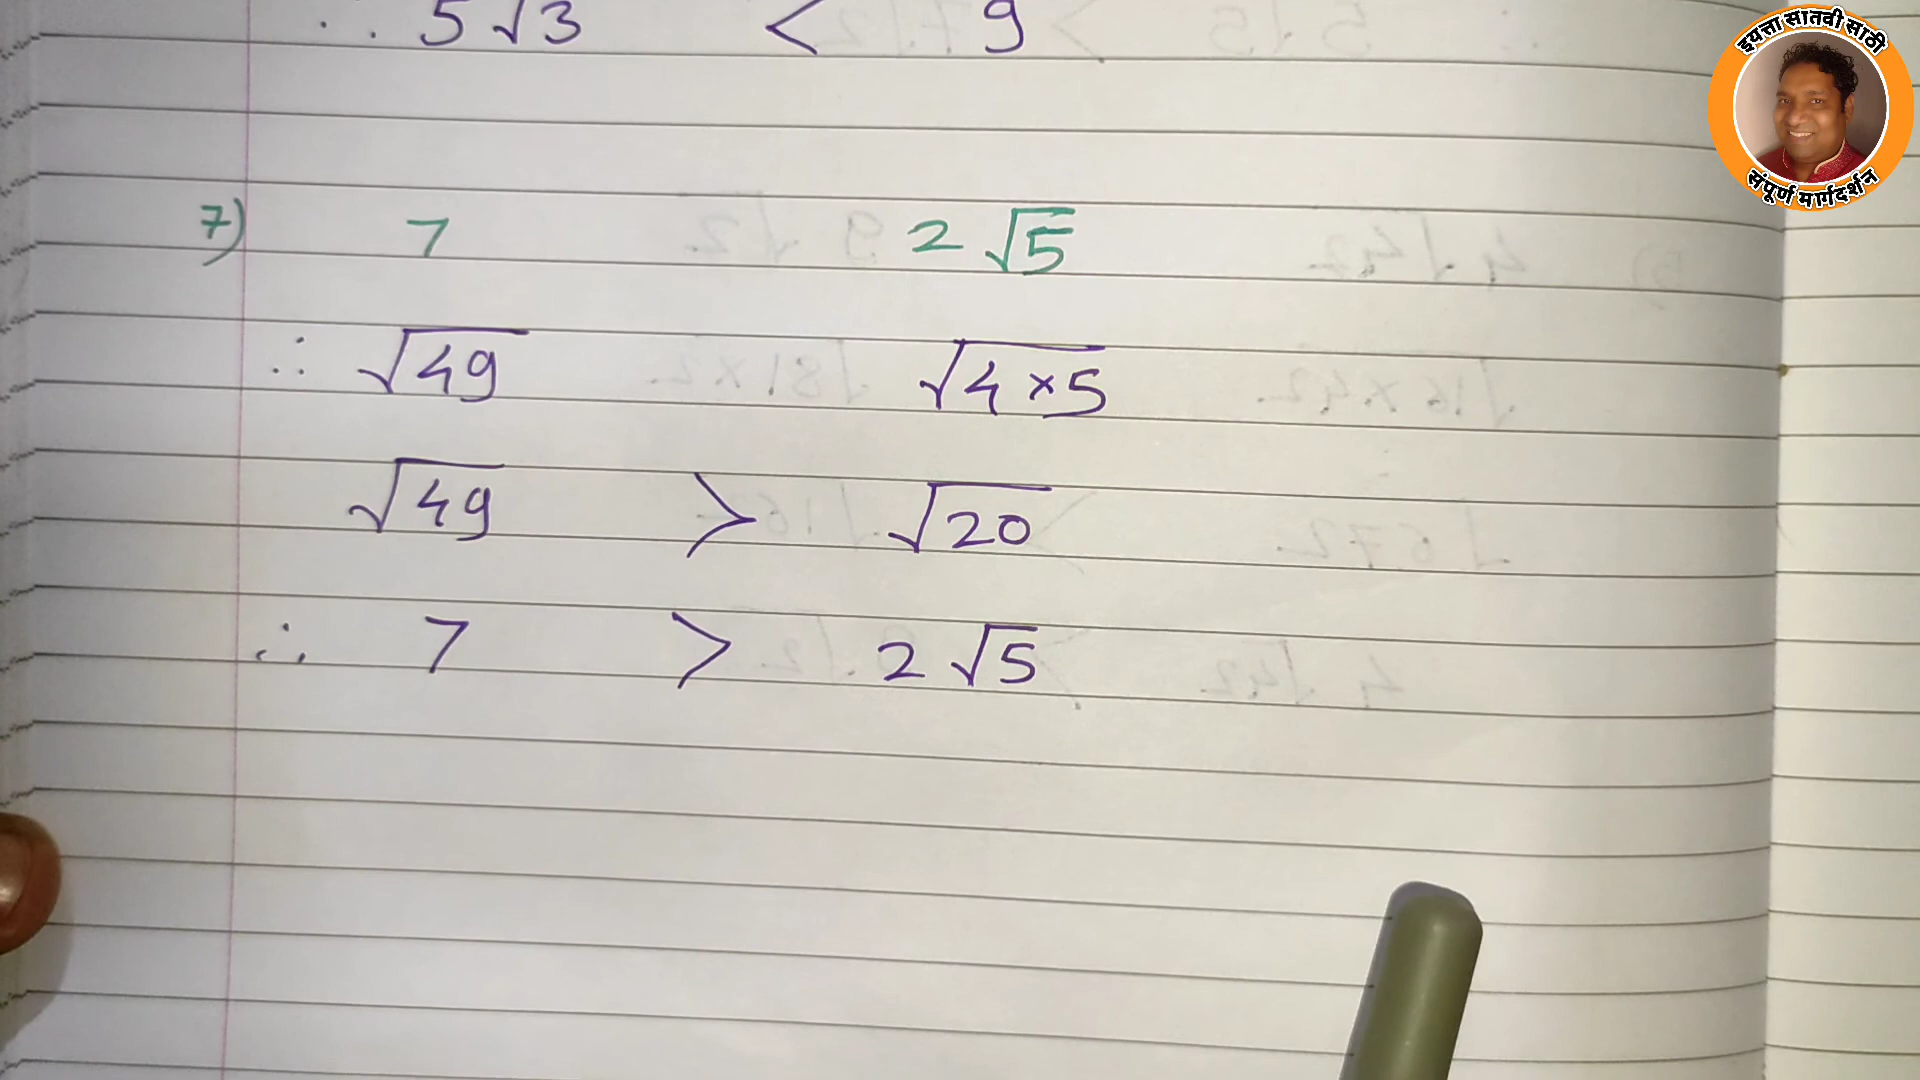 ∴ 5√3 < 9
7) 7 2√5
∴ √49 √4×5
√49 > √20
∴ 7 > 2√5
इयत्ता सातवी साठी
संपूर्ण मार्गदर्शन